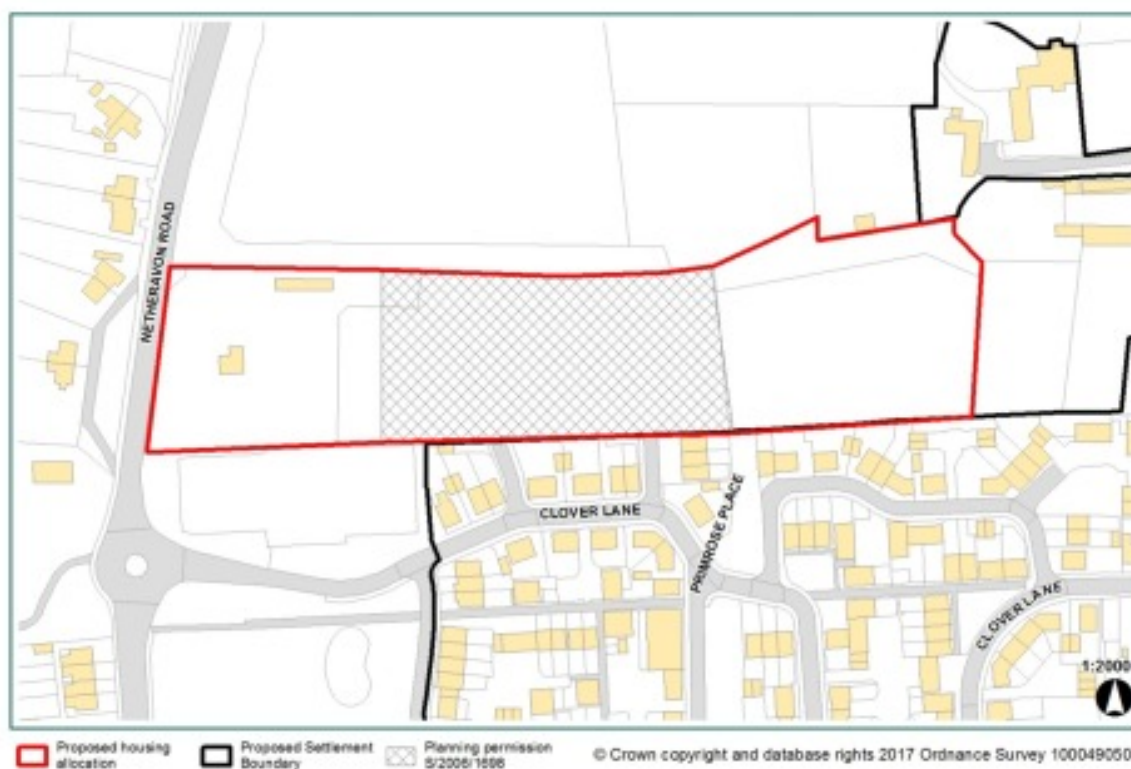 NETHERAVON ROAD
CLOVER LANE
PRIMROSE PLACE
CLOVER LANE
1:2000
Proposed housing
allocation
Proposed Settlement
Boundary
Planning permission
S/2006/1698
© Crown copyright and database rights 2017 Ordnance Survey 100049050